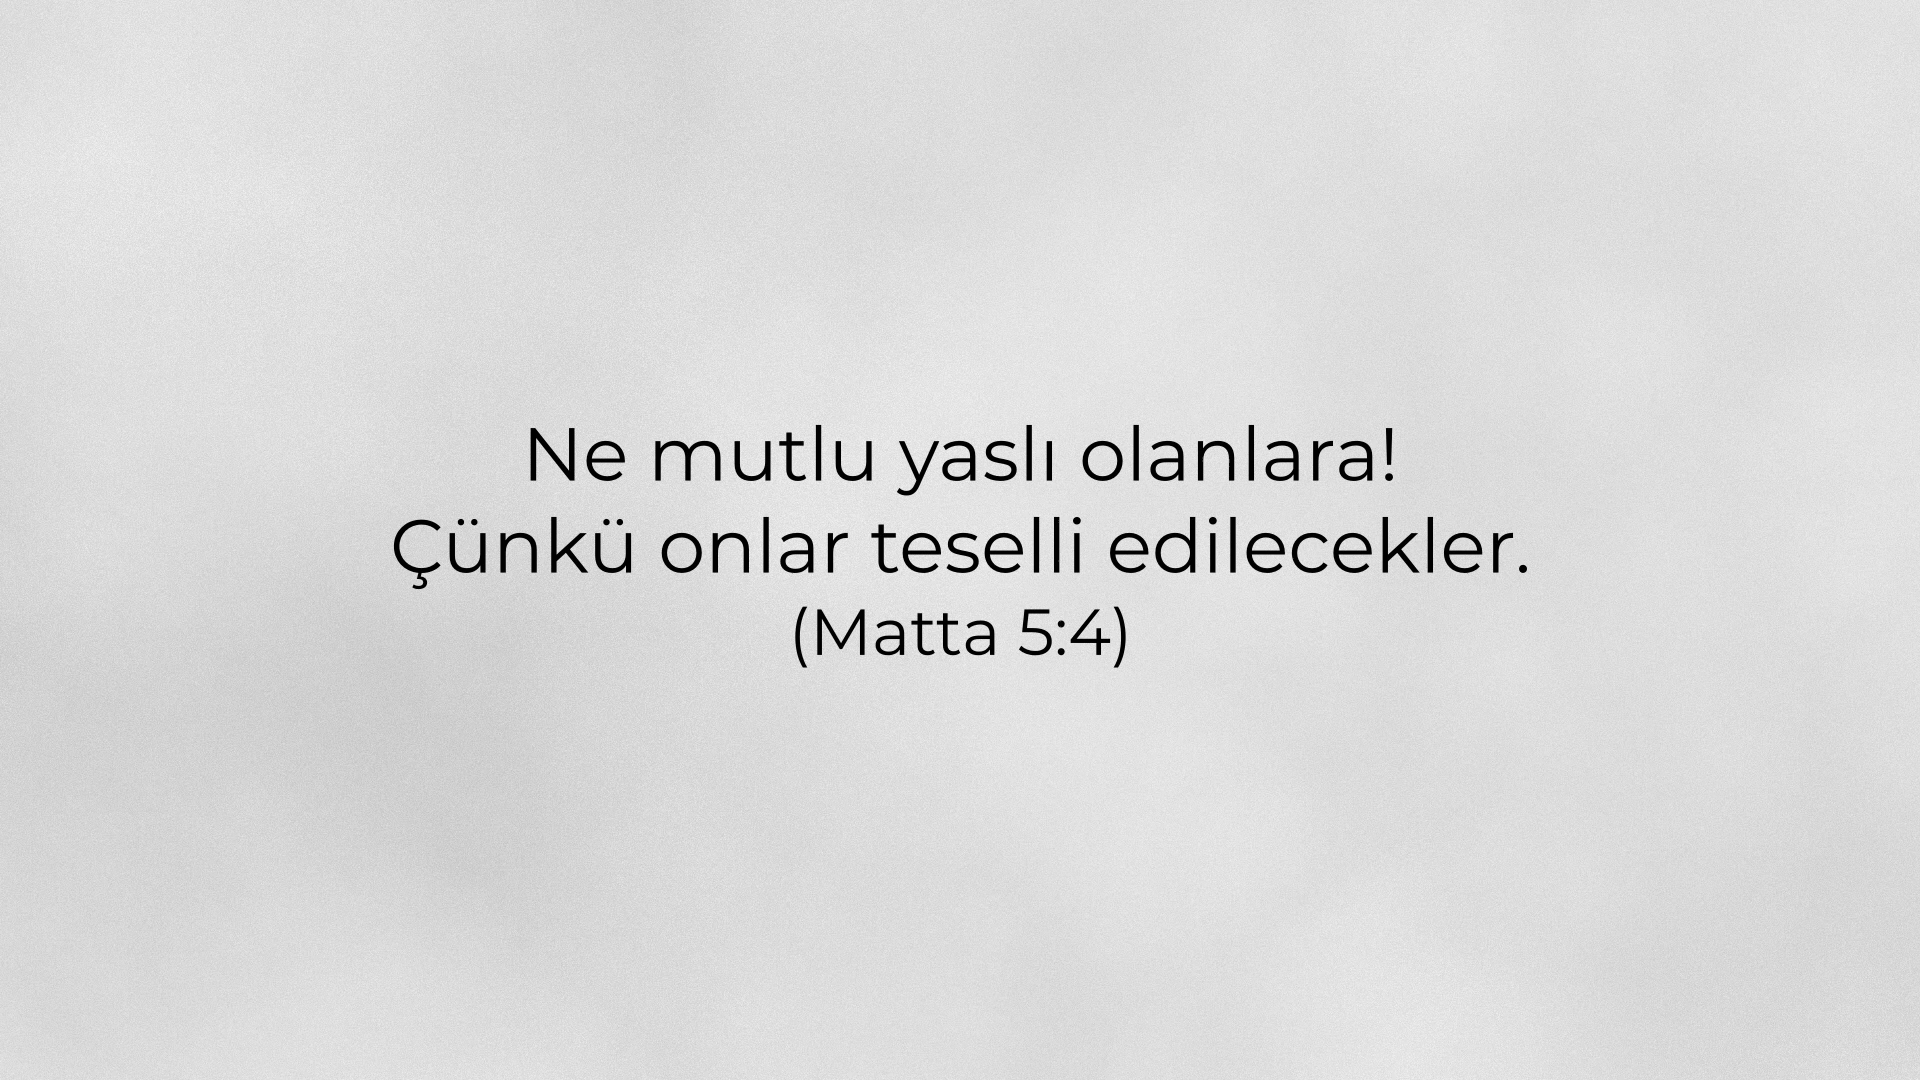 Ne mutlu yaslı olanlara!
Çünkü onlar teselli edilecekler.
(Matta 5:4)